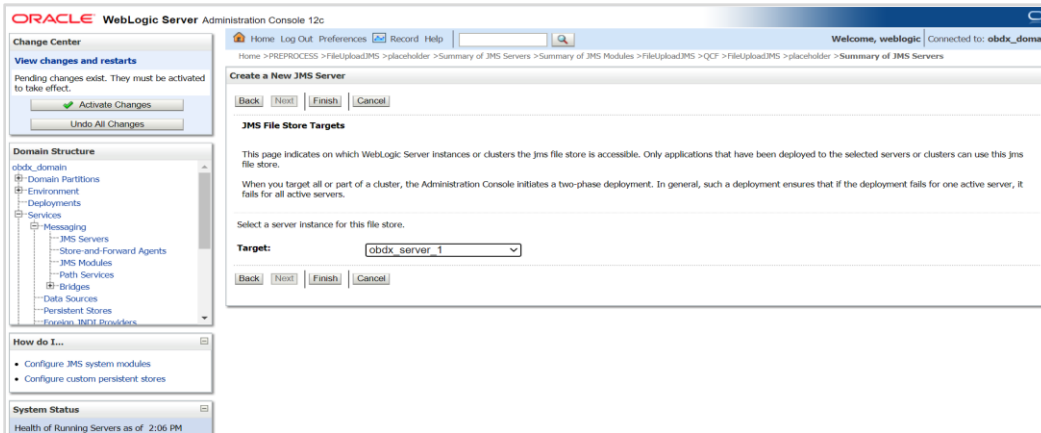 ORACLE WebLogic Server Administration Console 12c
Change Center
View changes and restarts
Pending changes exist. They must be activated
to take effect.
Activate Changes
Undo All Changes
Domain Structure
obdx_domain
Domain Partitions
Environment
Deployments
Services
Messaging
JMS Servers
Store-and-Forward Agents
JMS Modules
Path Services
Bridges
Data Sources
Persistent Stores
Foreign JNDI Providers
How do I...
Configure JMS system modules
Configure custom persistent stores
System Status
Health of Running Servers as of 2:06 PM
Home Log Out Preferences Record Help
Welcome, weblogic Connected to: obdx_doma
Home >PREPROCESS >FileUploadJMS >placeholder >Summary of JMS Servers >Summary of JMS Modules >FileUploadJMS >QCF >FileUploadJMS >placeholder >Summary of JMS Servers
Create a New JMS Server
Back Next Finish Cancel
JMS File Store Targets
This page indicates on which WebLogic Server instances or clusters the jms file store is accessible. Only applications that have been deployed to the selected servers or clusters can use this jms
file store.
When you target all or part of a cluster, the Administration Console initiates a two-phase deployment. In general, such a deployment ensures that if the deployment fails for one active server, it
fails for all active servers.
Select a server instance for this file store.
Target: obdx_server_1
Back Next Finish Cancel